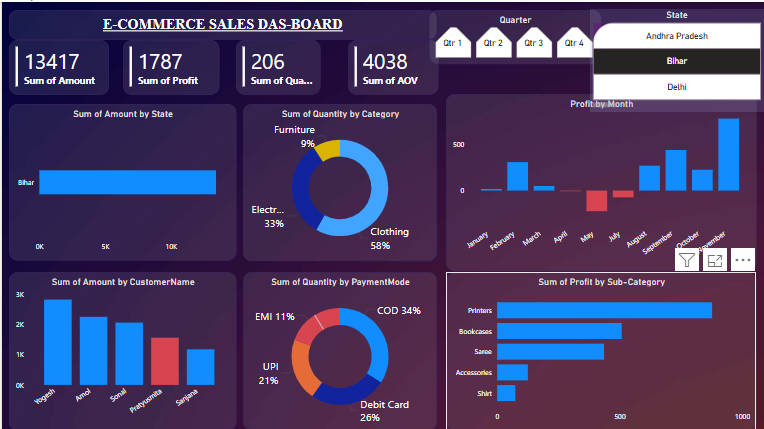 E-COMMERCE SALES DAS-BOARD
Quarter
Qtr 1
Qtr 2
Qtr 3
Qtr 4
State
Andhra Pradesh
Bihar
Delhi
13417
Sum of Amount
1787
Sum of Profit
206
Sum of Qua...
4038
Sum of AOV
Sum of Amount by State
Bihar
0K
5K
10K
Sum of Quantity by Category
Furniture
9%
Electr...
33%
Clothing
58%
Profit by Month
500
0
January
February
March
April
May
July
August
September
October
November
Sum of Amount by CustomerName
3K
2K
1K
0K
Yogesh
Amol
Sonal
Pratyusmita
Sanjana
Sum of Quantity by PaymentMode
EMI 11%
COD 34%
UPI
21%
Debit Card
26%
Sum of Profit by Sub-Category
Printers
Bookcases
Saree
Accessories
Shirt
0
500
1000